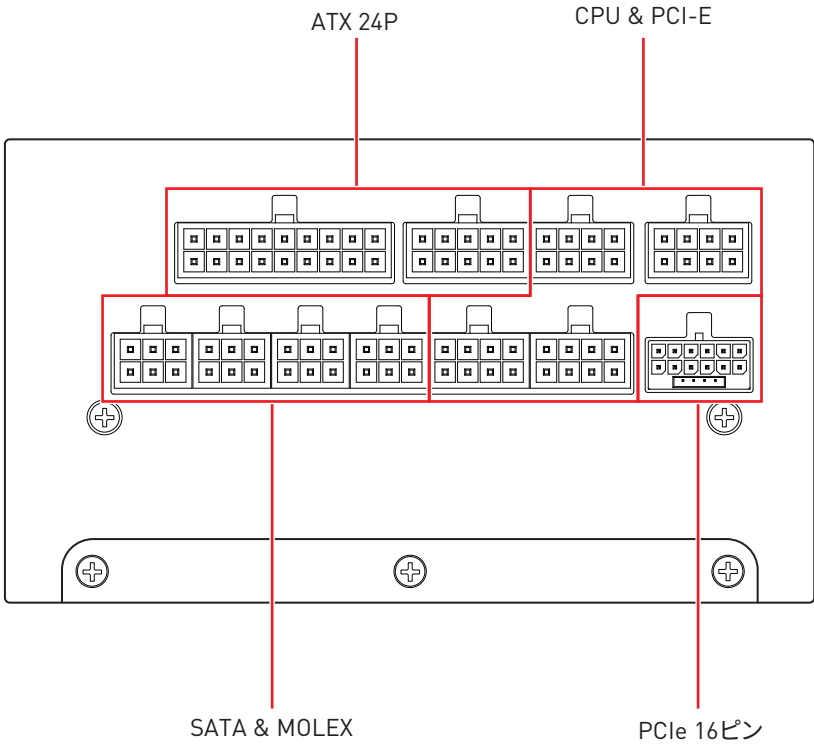 ATX 24P
CPU & PCI-E
SATA & MOLEX
PCIe 16ピン